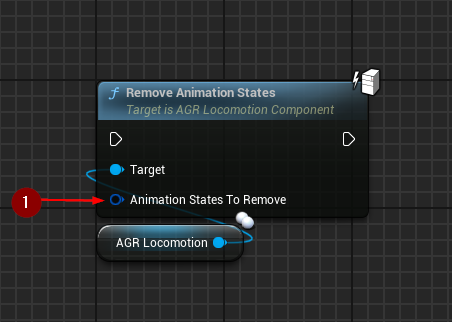 f Remove Animation States
Target is AGR Locomotion Component
Target
1 Animation States To Remove
AGR Locomotion